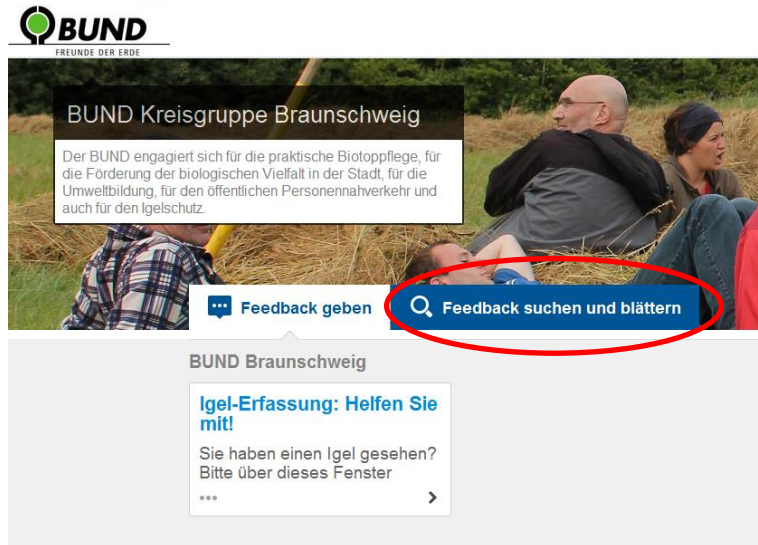 BUND
FREUNDE DER ERDE
BUND Kreisgruppe Braunschweig
Der BUND engagiert sich für die praktische Biotoppflege, für
die Förderung der biologischen Vielfalt in der Stadt, für die
Umweltbildung, für den öffentlichen Personennahverkehr und
auch für den Igelschutz.
Feedback geben
Feedback suchen und blättern
BUND Braunschweig
Igel-Erfassung: Helfen Sie
mit!
Sie haben einen Igel gesehen?
Bitte über dieses Fenster
...